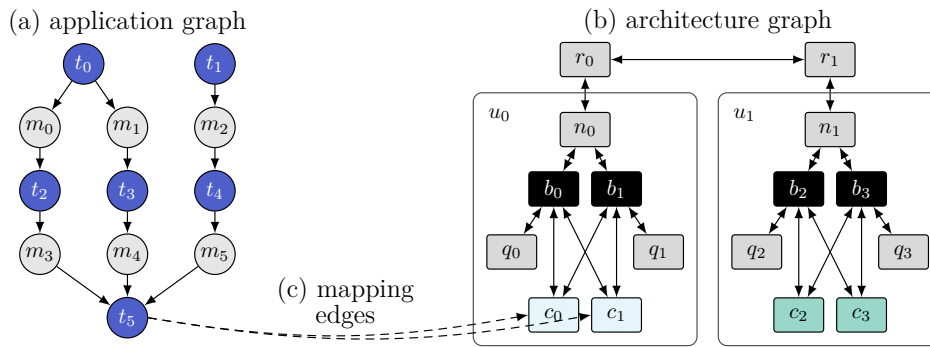 (a) application graph
(b) architecture graph
t₀ t₁ r₀ r₁
u₀ u₁
m₀ m₁ m₂ n₀ n₁
t₂ t₃ t₄ b₀ b₁ b₂ b₃
m₃ m₄ m₅ q₀ q₁ q₂ q₃
(c) mapping
edges
t₅ c₀ c₁ c₂ c₃